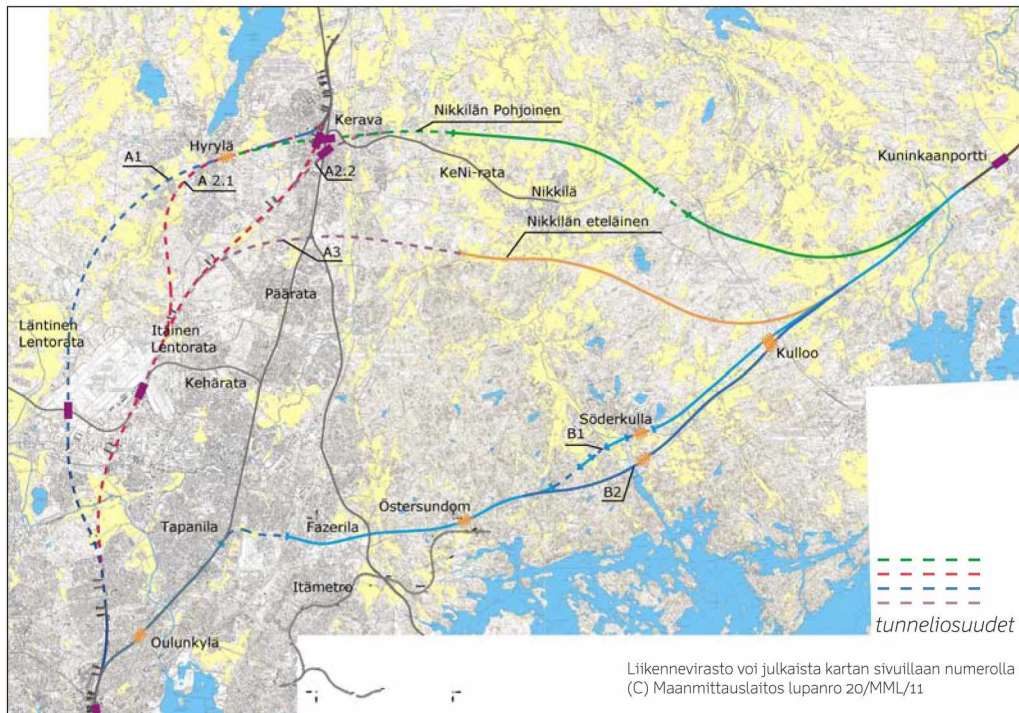 Nikkilän Pohjoinen
Kerava
Hyrylä
Kuninkaanportti
A1
A 2.1
A2.2
KeNi-rata
Nikkilä
Nikkilän eteläinen
A3
Päärata
Läntinen
Lentorata
Itäinen
Lentorata
Kehärata
Kulloo
Söderkulla
B1
B2
Östersundom
Tapanila
Fazerila
Itämetro
Oulunkylä
tunneliosuudet
Liikennevirasto voi julkaista kartan sivuillaan numerolla
(C) Maanmittauslaitos lupanro 20/MML/11